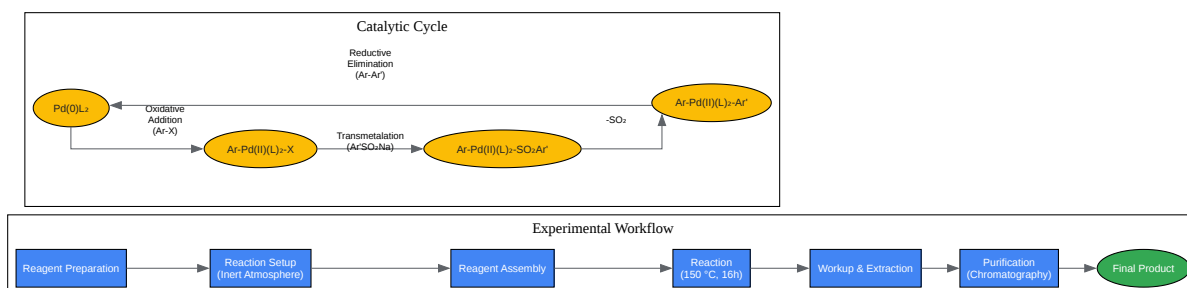 Catalytic Cycle
Reductive
Elimination
(Ar-Ar')
Pd(0)L₂
Oxidative
Addition
(Ar-X)
Ar-Pd(II)(L)₂-X
Transmetalation
(Ar'SO₂Na)
Ar-Pd(II)(L)₂-SO₂Ar'
-SO₂
Ar-Pd(II)(L)₂-Ar'
Experimental Workflow
Reagent Preparation
Reaction Setup
(Inert Atmosphere)
Reagent Assembly
Reaction
(150 °C, 16h)
Workup & Extraction
Purification
(Chromatography)
Final Product